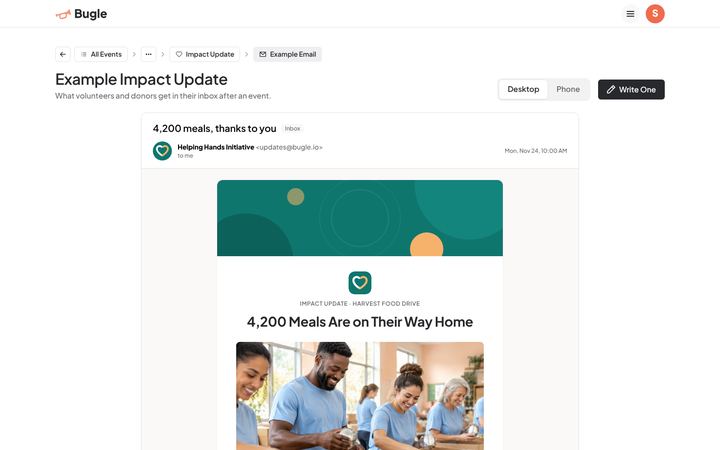 Bugle
S
All Events
Impact Update
Example Email
Example Impact Update
What volunteers and donors get in their inbox after an event.
Desktop
Phone
Write One
4,200 meals, thanks to you
Inbox
Helping Hands Initiative <updates@bugle.io>
to me
Mon, Nov 24, 10:00 AM
IMPACT UPDATE · HARVEST FOOD DRIVE
4,200 Meals Are on Their Way Home